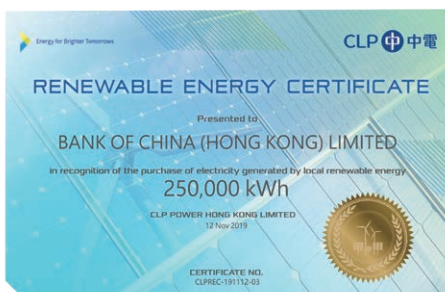 Energy for Brighter Tomorrows
CLP 中電
RENEWABLE ENERGY CERTIFICATE
Presented to
BANK OF CHINA (HONG KONG) LIMITED
in recognition of the purchase of electricity generated by local renewable energy
250,000 kWh
CLP POWER HONG KONG LIMITED
12 Nov 2019
CERTIFICATE NO.
CLPREC-191112-03